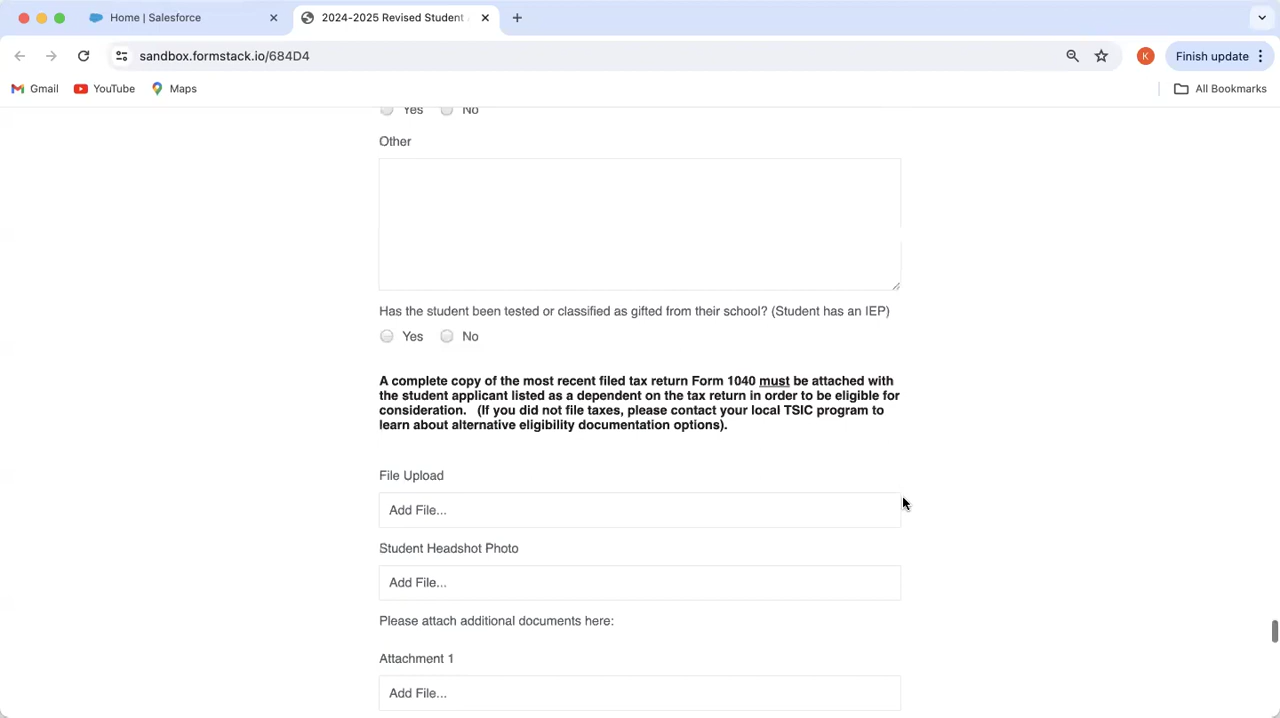 Home | Salesforce
2024-2025 Revised Student
sandbox.formstack.io/684D4
K
Finish update
Gmail
YouTube
Maps
All Bookmarks
Yes No
Other
Has the student been tested or classified as gifted from their school? (Student has an IEP)
Yes No
A complete copy of the most recent filed tax return Form 1040 must be attached with
the student applicant listed as a dependent on the tax return in order to be eligible for
consideration. (If you did not file taxes, please contact your local TSIC program to
learn about alternative eligibility documentation options).
File Upload
Add File...
Student Headshot Photo
Add File...
Please attach additional documents here:
Attachment 1
Add File...